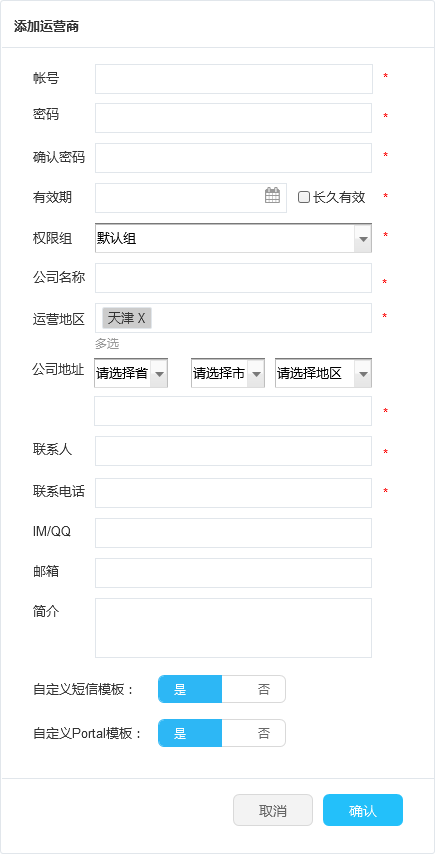 添加运营商
帐号 *
密码 *
确认密码 *
有效期 长久有效 *
权限组 默认组 *
公司名称 *
运营地区 天津 X *
多选
公司地址 请选择省 请选择市 请选择地区
*
联系人 *
联系电话 *
IM/QQ
邮箱
简介
自定义短信模板： 是 否
自定义Portal模板： 是 否
取消 确认